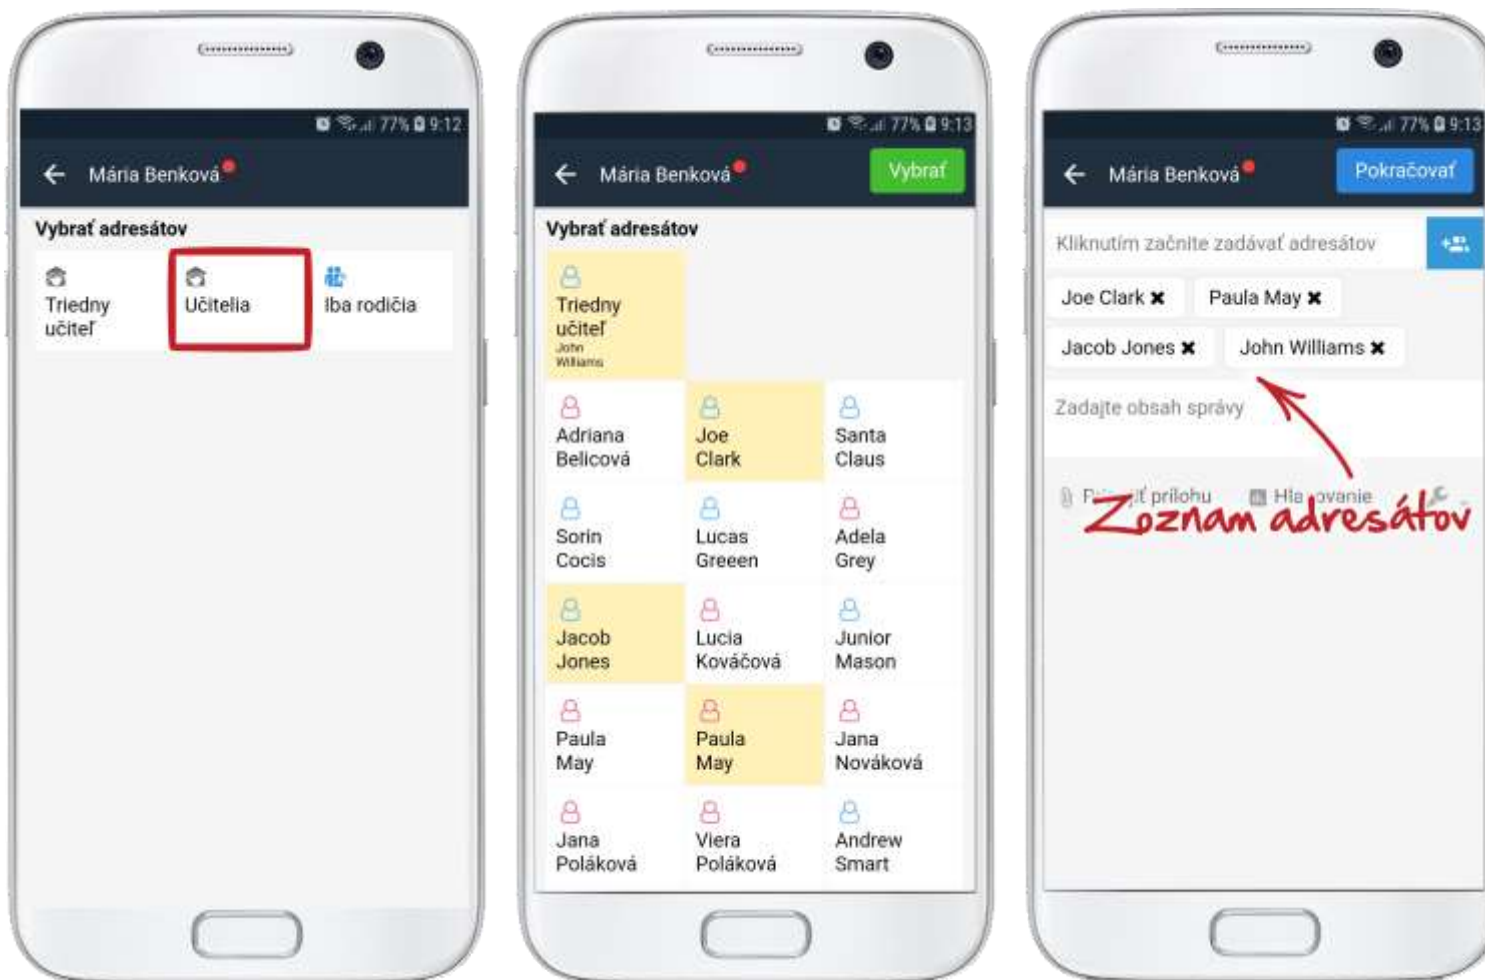 77% 9:12
Mária Benková
Vybrať adresátov
Triedny
učiteľ
Učitelia
Iba rodičia
77% 9:13
Mária Benková
Vybrať
Vybrať adresátov
Triedny
učiteľ
John
Williams
Adriana
Belicová
Joe
Clark
Santa
Claus
Sorin
Cocis
Lucas
Greeen
Adela
Grey
Jacob
Jones
Lucia
Kováčová
Junior
Mason
Paula
May
Paula
May
Jana
Nováková
Jana
Poláková
Viera
Poláková
Andrew
Smart
77% 9:13
Mária Benková
Pokračovať
Kliknutím začnite zadávať adresátov
Joe Clark ✖ Paula May ✖
Jacob Jones ✖ John Williams ✖
Zadajte obsah správy
prílohu
Zoznam adresátov